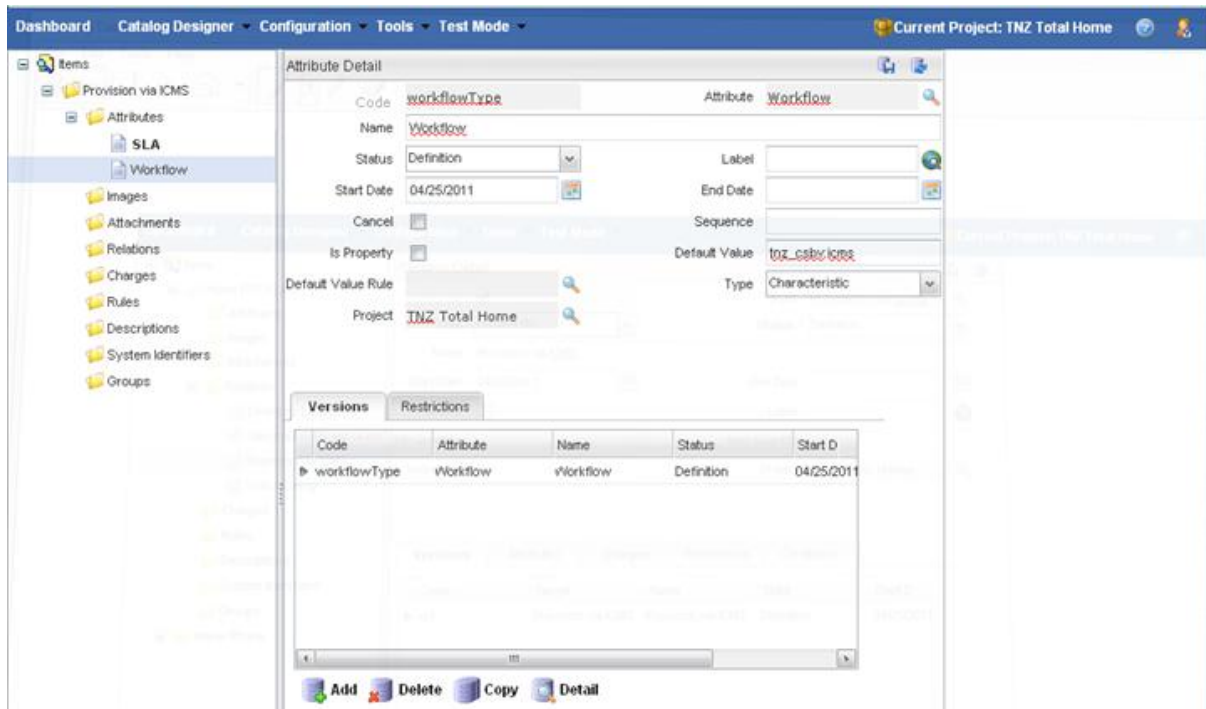 Dashboard Catalog Designer Configuration Tools Test Mode Current Project: TNZ Total Home
Items
Provision via ICMS
Attributes
SLA
Workflow
Images
Attachments
Relations
Charges
Rules
Descriptions
System Identifiers
Groups
Attribute Detail
Code workflowType Attribute Workflow
Name Workflow
Status Definition Label
Start Date 04/25/2011 End Date
Cancel Sequence
Is Property Default Value tnz_csby.icms
Default Value Rule Type Characteristic
Project TNZ Total Home
Versions Restrictions
Code Attribute Name Status Start D
workflowType Workflow Workflow Definition 04/25/2011
Add Delete Copy Detail